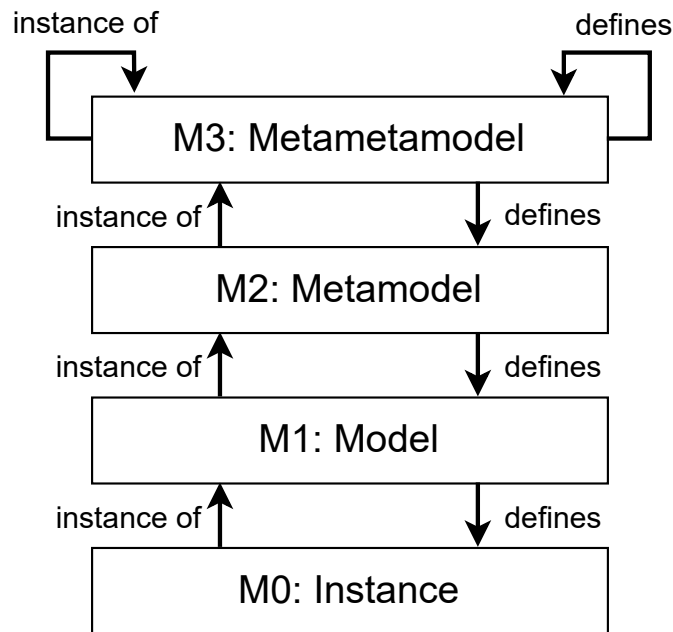 instance of
defines
M3: Metametamodel
instance of
defines
M2: Metamodel
instance of
defines
M1: Model
instance of
defines
M0: Instance